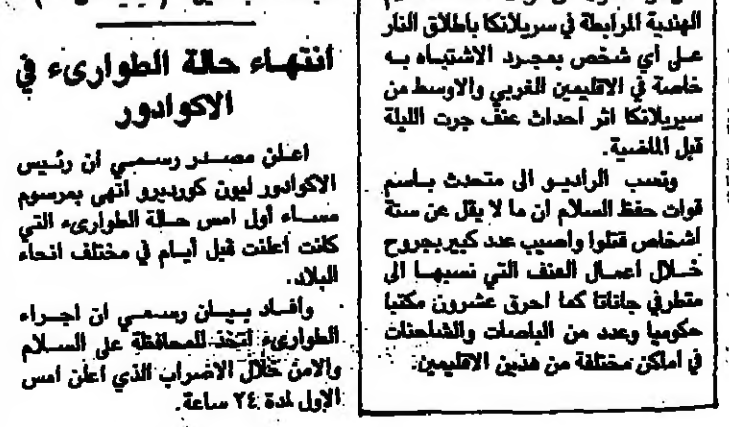 الهندية المرابطة في سريلانكا باطلاق النار
على أي شخص بمجرد الاشتباه به
خاصة في الاقليمين الغربي والاوسط من
سيريلانكا اثر احداث عنف جرت الليلة
قبل الماضية.
ونسب الراديو الى متحدث باسم
قوات حفظ السلام ان ما لا يقل عن ستة
اشخاص قتلوا واصيب عدد كبير بجروح
خلال اعمال العنف التي نسبها الى
متطرفي جاناتا كما احرق عشرون مكتبا
حكوميا وعدد من الباصات والشاحنات
في أماكن مختلفة من هذين الاقليمين.
انتهاء حالة الطوارىء في
الاكوادور
اعلن مصدر رسمي أن رئيس
الاكوادور ليون كورديرو انهى بمرسوم
مساء أول امس حالة الطوارىء التي
كانت أعلنت قبل أيام في مختلف انحاء
البلاد.
وأفاد بيان رسمي ان اجراء
الطوارىء اتخذ للمحافظة على السلام
والامن خلال الاضراب الذي اعلن امس
الاول لمدة ٢٤ ساعة.